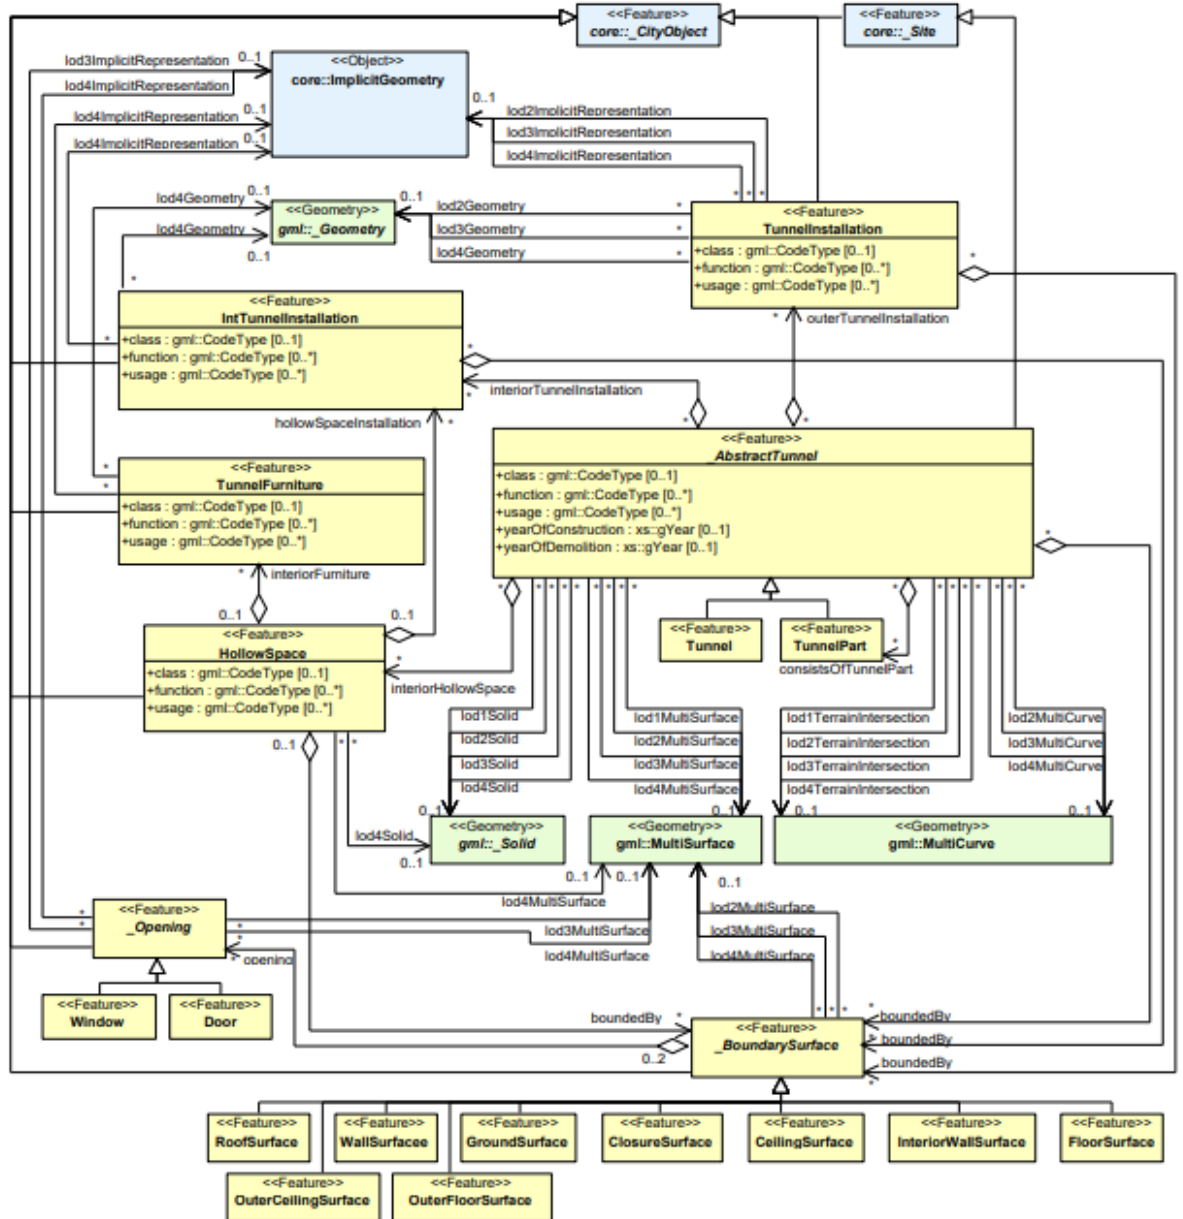 <<Feature>>
core::_CityObject
<<Feature>>
core::_Site
lod3ImplicitRepresentation
0..1
lod4ImplicitRepresentation
<<Object>>
core::ImplicitGeometry
0..1
lod4ImplicitRepresentation
0..1
lod4ImplicitRepresentation
0..1
lod2ImplicitRepresentation
lod3ImplicitRepresentation
lod4ImplicitRepresentation
* * *
lod4Geometry
0..1
lod4Geometry
0..1
<<Geometry>>
gml::_Geometry
0..1
lod2Geometry
*
lod3Geometry
*
lod4Geometry
*
<<Feature>>
TunnelInstallation
+class : gml::CodeType [0..1]
+function : gml::CodeType [0..*]
+usage : gml::CodeType [0..*]
*
*
*
<<Feature>>
IntTunnelInstallation
+class : gml::CodeType [0..1]
+function : gml::CodeType [0..*]
+usage : gml::CodeType [0..*]
*
*
*
outerTunnelInstallation
*
interiorTunnelInstallation
*
hollowSpaceInstallation
*
*
*
<<Feature>>
_AbstractTunnel
+class : gml::CodeType [0..1]
+function : gml::CodeType [0..*]
+usage : gml::CodeType [0..*]
+yearOfConstruction : xs::gYear [0..1]
+yearOfDemolition : xs::gYear [0..1]
*
*
*
<<Feature>>
TunnelFurniture
+class : gml::CodeType [0..1]
+function : gml::CodeType [0..*]
+usage : gml::CodeType [0..*]
*
interiorFurniture
0..1
0..1
* * * * *
* * * *
*
* * * *
* * *
<<Feature>>
HollowSpace
+class : gml::CodeType [0..1]
+function : gml::CodeType [0..*]
+usage : gml::CodeType [0..*]
*
interiorHollowSpace
<<Feature>>
Tunnel
<<Feature>>
TunnelPart
*
consistsOfTunnelPart
0..1
* *
lod1Solid
lod2Solid
lod3Solid
lod4Solid
0..1
lod1MultiSurface
lod2MultiSurface
lod3MultiSurface
lod4MultiSurface
0..1
lod1TerrainIntersection
lod2TerrainIntersection
lod3TerrainIntersection
lod4TerrainIntersection
0..1
lod2MultiCurve
lod3MultiCurve
lod4MultiCurve
0..1
lod4Solid
0..1
<<Geometry>>
gml::_Solid
<<Geometry>>
gml::MultiSurface
<<Geometry>>
gml::MultiCurve
0..1
0..1
0..1
lod4MultiSurface
lod3MultiSurface
lod4MultiSurface
lod2MultiSurface
lod3MultiSurface
lod4MultiSurface
*
*
<<Feature>>
_Opening
*
*
*
opening
<<Feature>>
Window
<<Feature>>
Door
boundedBy
*
0..2
* * *
<<Feature>>
_BoundarySurface
*
boundedBy
*
boundedBy
boundedBy
*
<<Feature>>
RoofSurface
<<Feature>>
WallSurfacee
<<Feature>>
GroundSurface
<<Feature>>
ClosureSurface
<<Feature>>
CeilingSurface
<<Feature>>
InteriorWallSurface
<<Feature>>
FloorSurface
<<Feature>>
OuterCeilingSurface
<<Feature>>
OuterFloorSurface